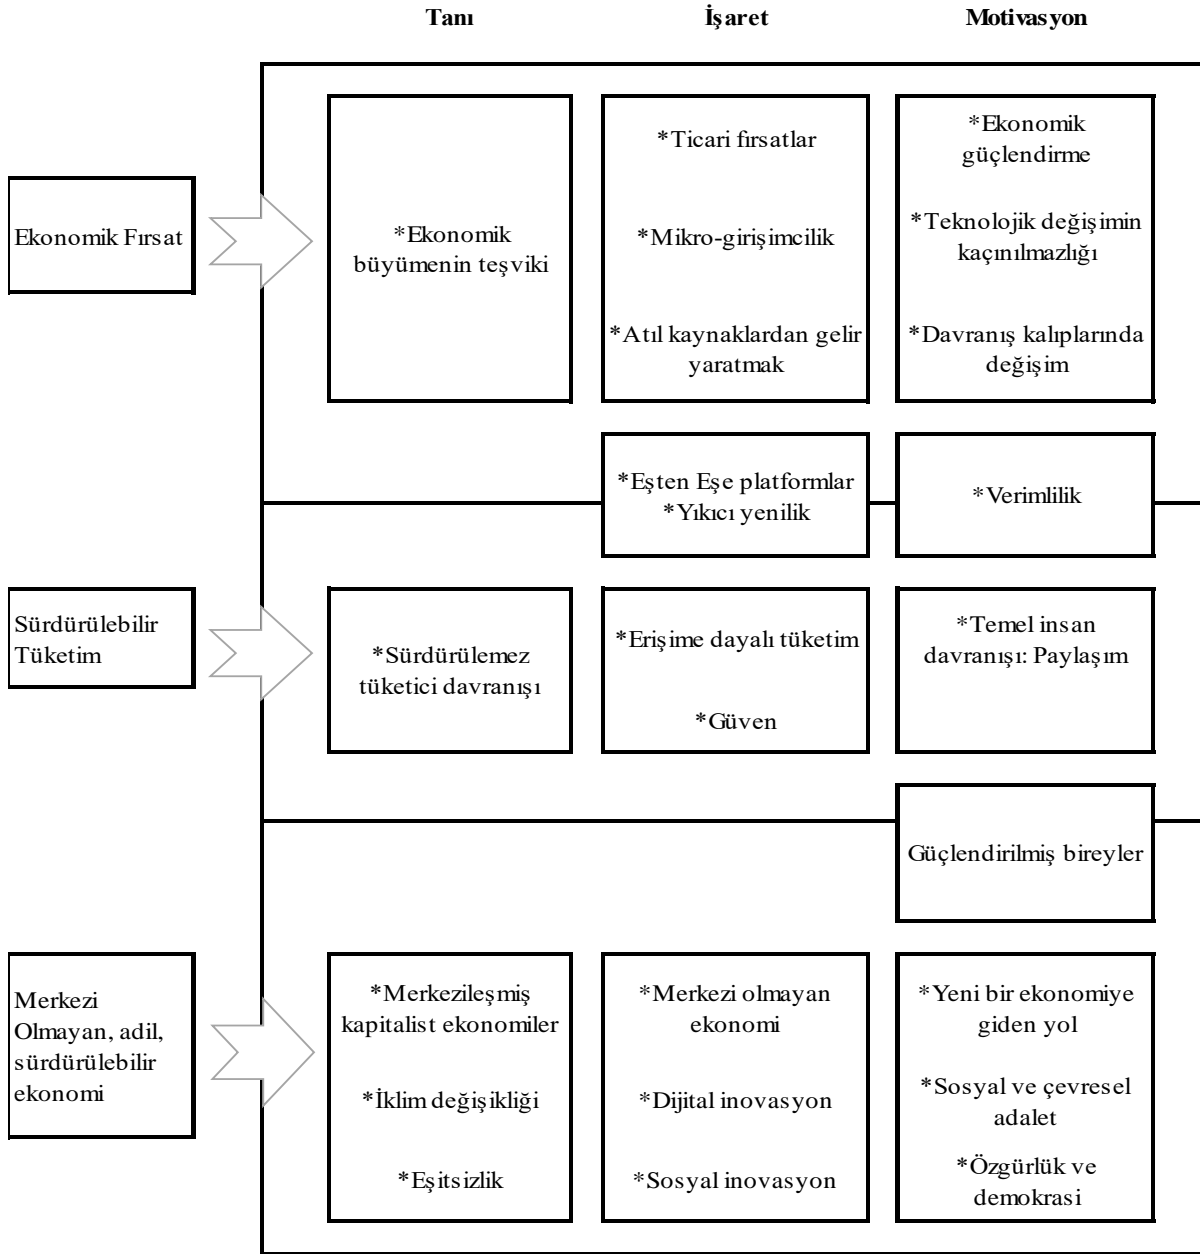 Tanı
İşaret
Motivasyon
Ekonomik Fırsat
*Ekonomik
büyümenin teşviki
*Ticari fırsatlar
*Mikro-girişimcilik
*Atıl kaynaklardan gelir
yaratmak
*Ekonomik
güçlendirme
*Teknolojik değişimin
kaçınılmazlığı
*Davranış kalıplarında
değişim
*Eşten Eşe platformlar
*Yıkıcı yenilik
*Verimlilik
Sürdürülebilir
Tüketim
*Sürdürülemez
tüketici davranışı
*Erişime dayalı tüketim
*Güven
*Temel insan
davranışı: Paylaşım
Güçlendirilmiş bireyler
Merkezi
Olmayan, adil,
sürdürülebilir
ekonomi
*Merkezileşmiş
kapitalist ekonomiler
*İklim değişikliği
*Eşitsizlik
*Merkezi olmayan
ekonomi
*Dijital inovasyon
*Sosyal inovasyon
*Yeni bir ekonomiye
giden yol
*Sosyal ve çevresel
adalet
*Özgürlük ve
demokrasi